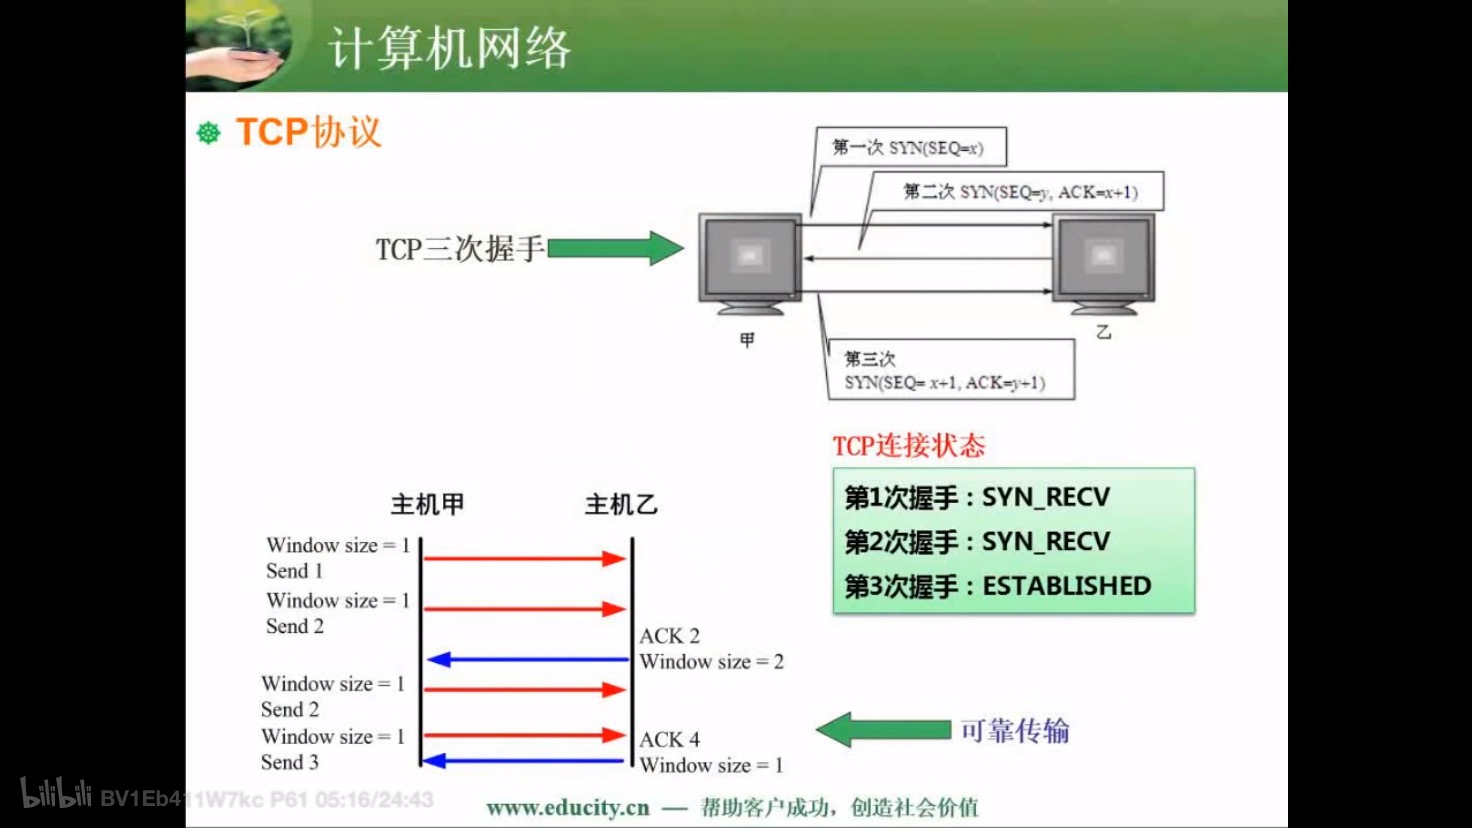 计算机网络
TCP协议
第一次 SYN(SEQ=x)
第二次 SYN(SEQ=y, ACK=x+1)
TCP三次握手
甲
乙
第三次
SYN(SEQ= x+1, ACK=y+1)
TCP连接状态
第1次握手：SYN_RECV
第2次握手：SYN_RECV
第3次握手：ESTABLISHED
主机甲
主机乙
Window size = 1
Send 1
Window size = 1
Send 2
ACK 2
Window size = 2
Window size = 1
Send 2
Window size = 1
Send 3
ACK 4
Window size = 1
可靠传输
bilibili BV1Eb411W7kc P61 05:16/24:43
www.educity.cn — 帮助客户成功，创造社会价值